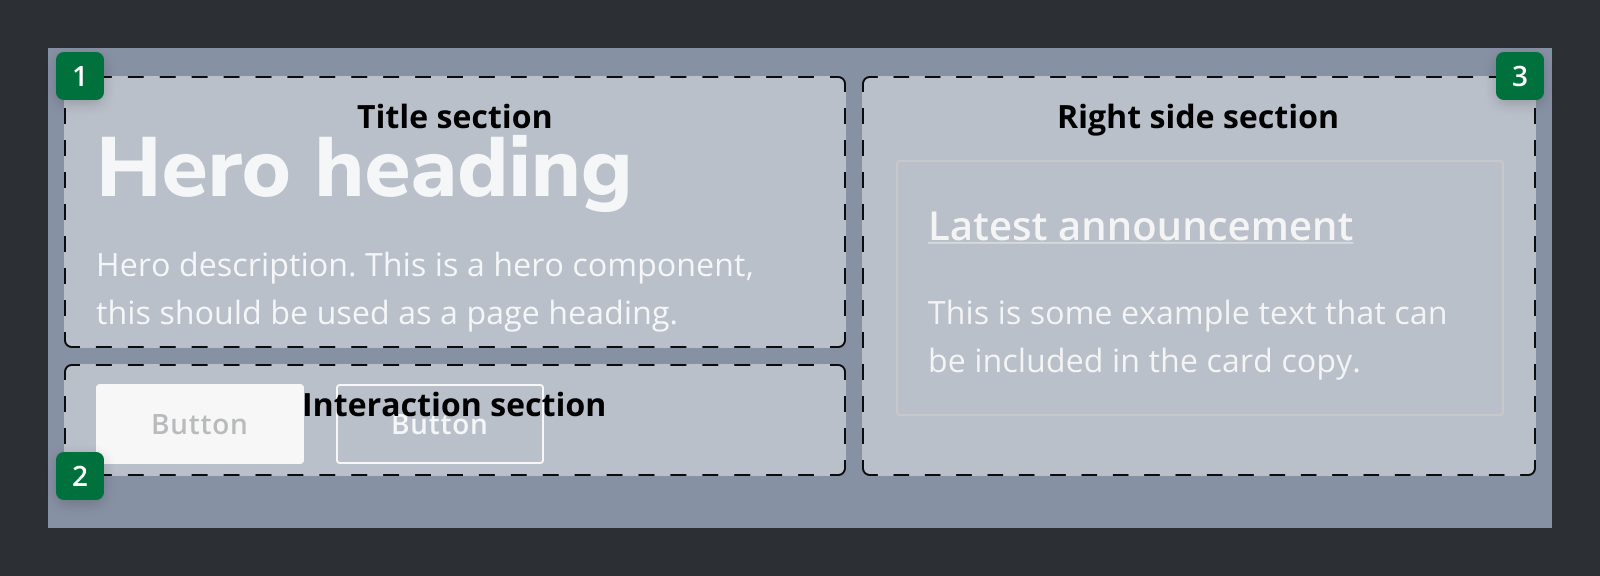 1
Title section
Hero heading
Hero description. This is a hero component,
this should be used as a page heading.
Interaction section
Button
Button
2
3
Right side section
Latest announcement
This is some example text that can
be included in the card copy.